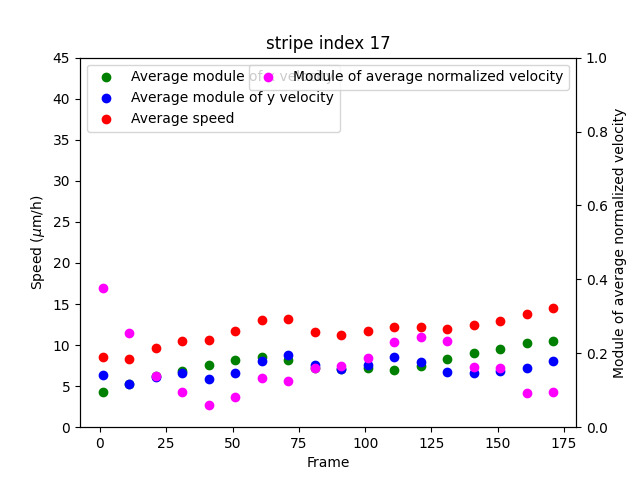 stripe index 17
Average module of x velocity
Average module of y velocity
Average speed
Module of average normalized velocity
45
40
35
30
25
20
15
10
5
0
Speed (μm/h)
1.0
0.8
0.6
0.4
0.2
0.0
Module of average normalized velocity
0 25 50 75 100 125 150 175
Frame